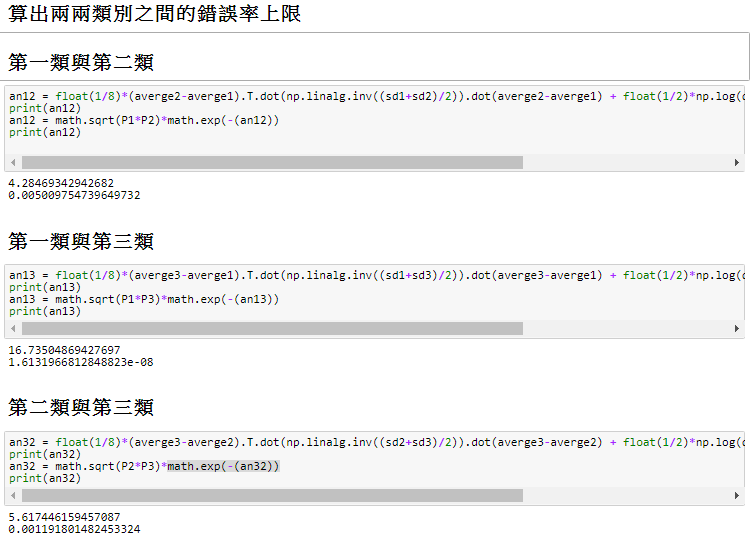 算出兩兩類別之間的錯誤率上限
第一類與第二類
an12 = float(1/8)*(averge2-averge1).T.dot(np.linalg.inv((sd1+sd2)/2)).dot(averge2-averge1) + float(1/2)*np.log(
print(an12)
an12 = math.sqrt(P1*P2)*math.exp(-(an12))
print(an12)
4.28469342942682
0.005009754739649732
第一類與第三類
an13 = float(1/8)*(averge3-averge1).T.dot(np.linalg.inv((sd1+sd3)/2)).dot(averge3-averge1) + float(1/2)*np.log(
print(an13)
an13 = math.sqrt(P1*P3)*math.exp(-(an13))
print(an13)
16.73504869427697
1.6131966812848823e-08
第二類與第三類
an32 = float(1/8)*(averge3-averge2).T.dot(np.linalg.inv((sd2+sd3)/2)).dot(averge3-averge2) + float(1/2)*np.log(
print(an32)
an32 = math.sqrt(P2*P3)*math.exp(-(an32))
print(an32)
5.617446159457087
0.001191801482453324